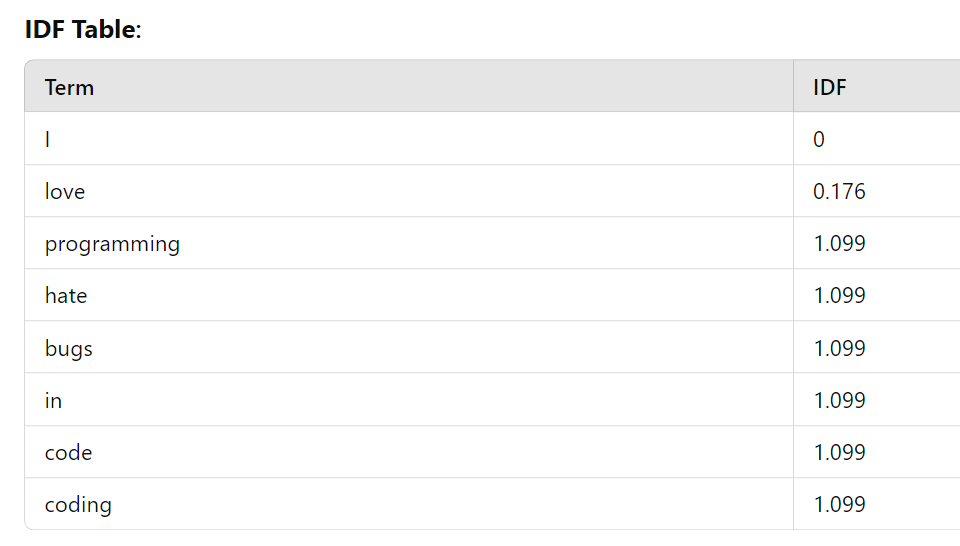 IDF Table:
Term IDF
I 0
love 0.176
programming 1.099
hate 1.099
bugs 1.099
in 1.099
code 1.099
coding 1.099